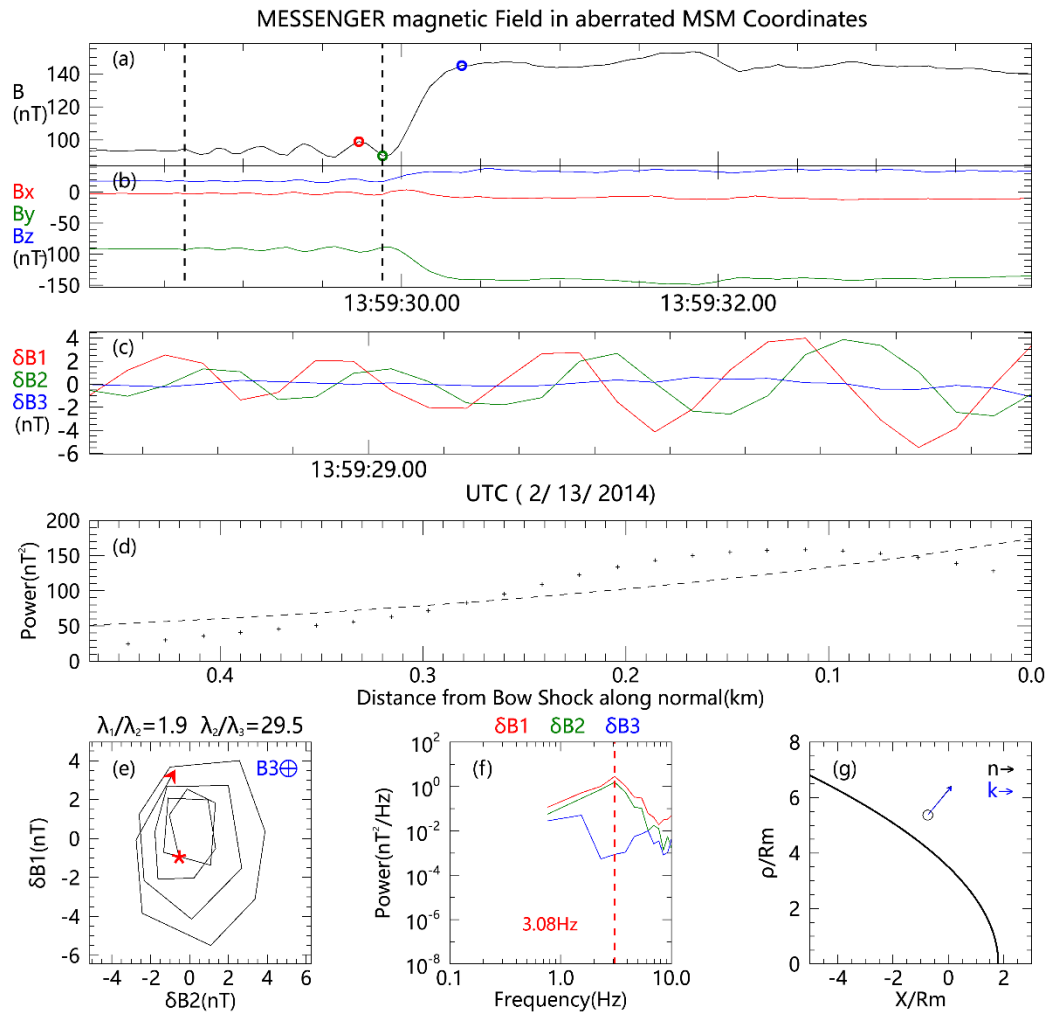 MESSENGER magnetic Field in aberrated MSM Coordinates
(a)
B
(nT)
140
120
100
(b)
Bx
By
Bz
(nT)
0
-50
-100
-150
13:59:30.00
13:59:32.00
(c)
δB1
δB2
δB3
(nT)
4
2
0
-2
-4
-6
13:59:29.00
UTC ( 2/ 13/ 2014)
(d)
Power(nT²)
200
150
100
50
0
0.4
0.3
0.2
0.1
0.0
Distance from Bow Shock along normal(km)
λ₁/λ₂=1.9 λ₂/λ₃=29.5
(e)
B3⊕
δB1(nT)
6
4
2
0
-2
-4
-6
-6 -4 -2 0 2 4 6
δB2(nT)
δB1 δB2 δB3
(f)
Power(nT²/Hz)
10²
10⁰
10⁻²
10⁻⁴
10⁻⁶
10⁻⁸
3.08Hz
0.1 1.0 10.0
Frequency(Hz)
(g)
n→
k→
ρ/Rm
8
6
4
2
0
-4 -2 0 2
X/Rm